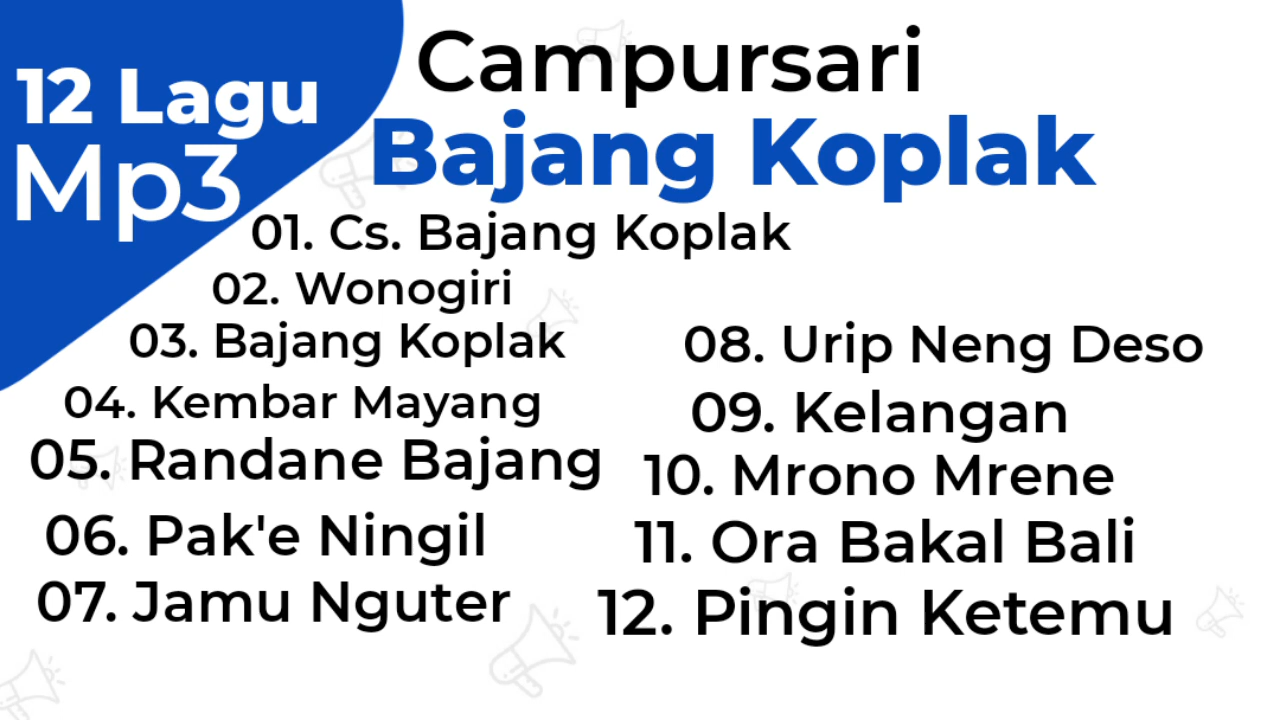 12 Lagu
Mp3
Campursari
Bajang Koplak
01. Cs. Bajang Koplak
02. Wonogiri
03. Bajang Koplak
04. Kembar Mayang
05. Randane Bajang
06. Pak'e Ningil
07. Jamu Nguter
08. Urip Neng Deso
09. Kelangan
10. Mrono Mrene
11. Ora Bakal Bali
12. Pingin Ketemu